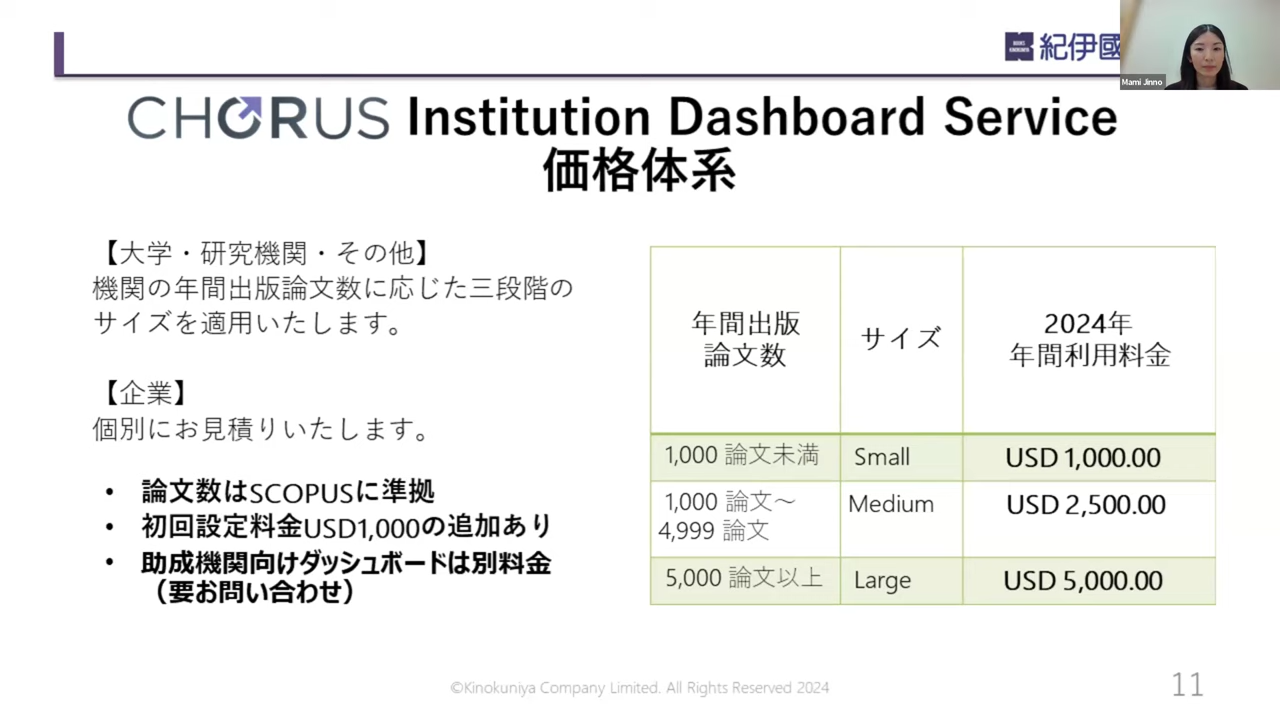 BOOKS KINOKUNIYA
紀伊國
Mami Jinno
CHORUS Institution Dashboard Service
価格体系
【大学・研究機関・その他】
機関の年間出版論文数に応じた三段階の
サイズを適用いたします。
【企業】
個別にお見積りいたします。
• 論文数はSCOPUSに準拠
• 初回設定料金USD1,000の追加あり
• 助成機関向けダッシュボードは別料金
（要お問い合わせ）
年間出版
論文数
サイズ
2024年
年間利用料金
1,000 論文未満 Small USD 1,000.00
1,000 論文～
4,999 論文
Medium USD 2,500.00
5,000 論文以上 Large USD 5,000.00
©Kinokuniya Company Limited. All Rights Reserved 2024
11